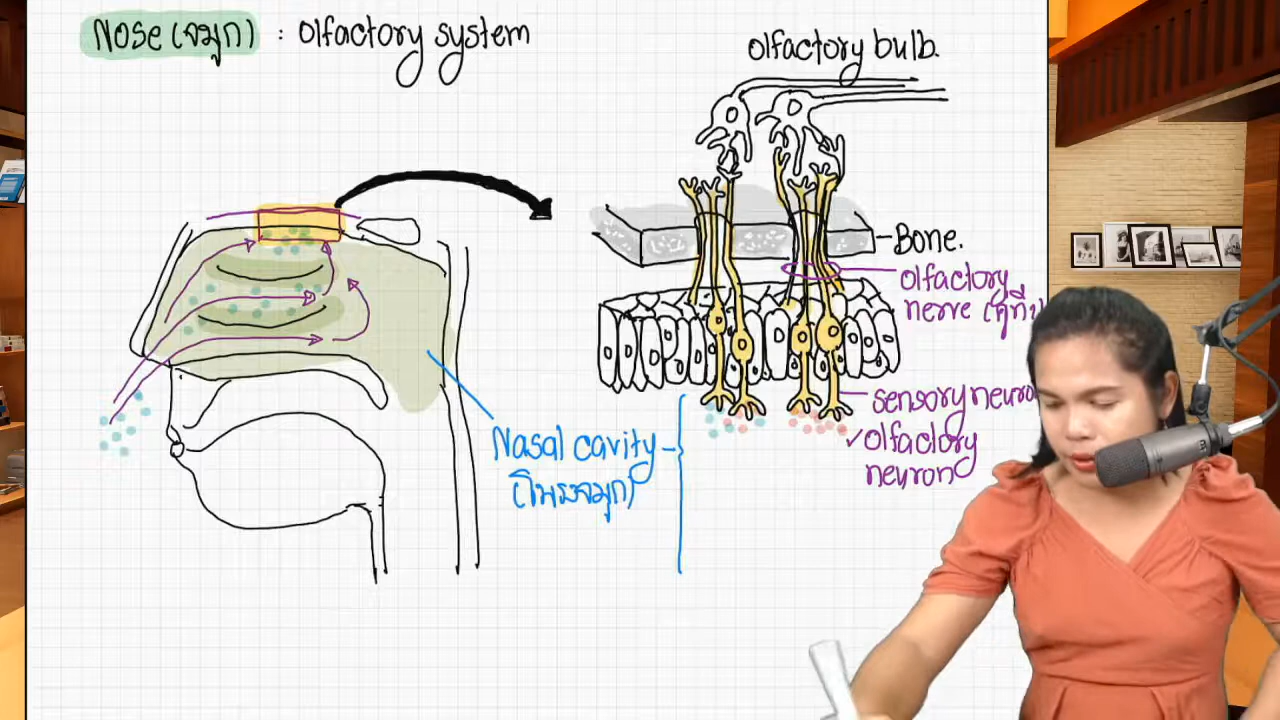 Nose (จมูก) : olfactory system
olfactory bulb.
Bone.
olfactory
nerve (คู่ที่1)
sensory neuro
✓olfactory
neuron
Nasal cavity
(โพรงจมูก)